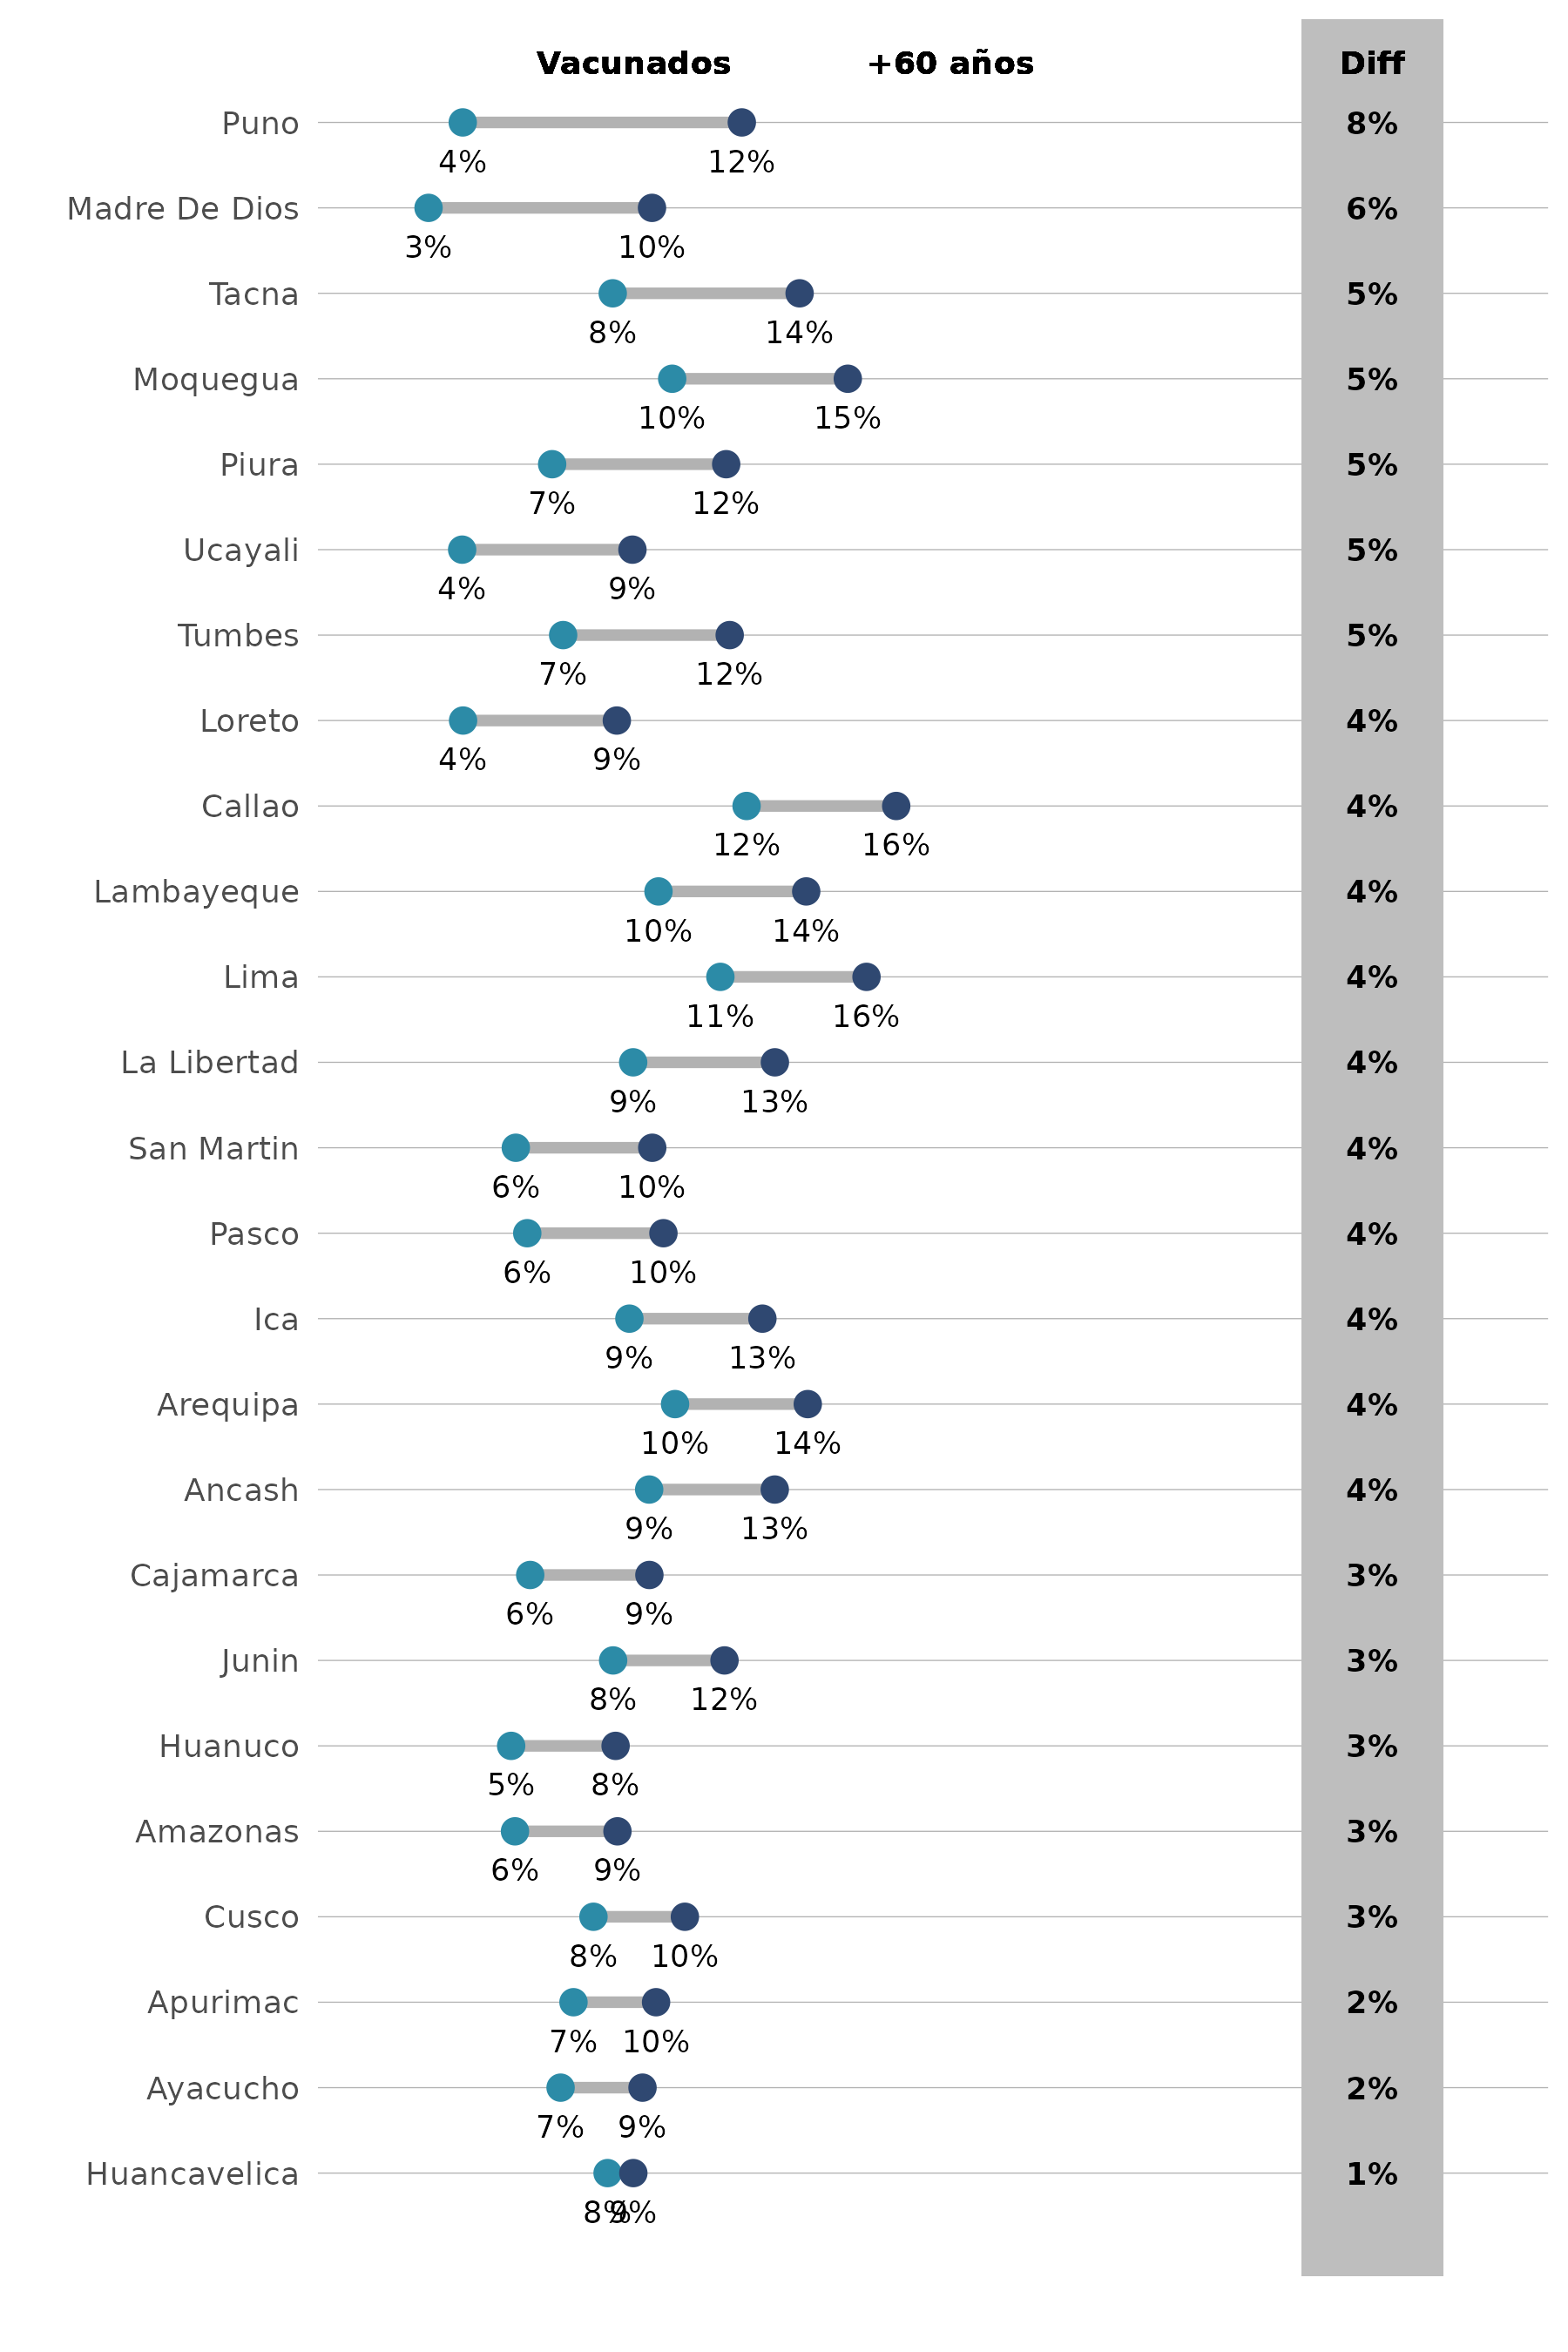 Vacunados +60 años Diff
Puno 8%
4% 12%
Madre De Dios 6%
3% 10%
Tacna 5%
8% 14%
Moquegua 5%
10% 15%
Piura 5%
7% 12%
Ucayali 5%
4% 9%
Tumbes 5%
7% 12%
Loreto 4%
4% 9%
Callao 4%
12% 16%
Lambayeque 4%
10% 14%
Lima 4%
11% 16%
La Libertad 4%
9% 13%
San Martin 4%
6% 10%
Pasco 4%
6% 10%
Ica 4%
9% 13%
Arequipa 4%
10% 14%
Ancash 4%
9% 13%
Cajamarca 3%
6% 9%
Junin 3%
8% 12%
Huanuco 3%
5% 8%
Amazonas 3%
6% 9%
Cusco 3%
8% 10%
Apurimac 2%
7% 10%
Ayacucho 2%
7% 9%
Huancavelica 1%
8% 9%